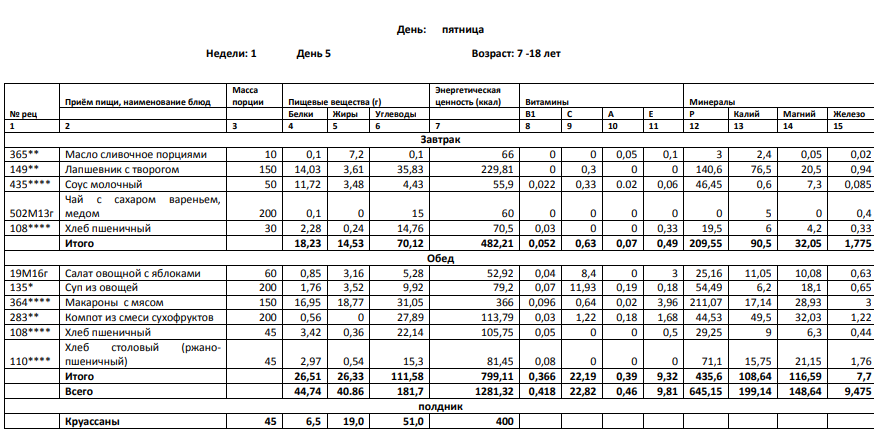 День: пятница
Недели: 1 День 5 Возраст: 7 -18 лет
Масса Энергетическая
№ рец Приём пищи, наименование блюд порции Пищевые вещества (г) ценность (ккал) Витамины Минералы
Белки Жиры Углеводы В1 С А Е Р Калий Магний Железо
1 2 3 4 5 6 7 8 9 10 11 12 13 14 15
Завтрак
365** Масло сливочное порциями 10 0,1 7,2 0,1 66 0 0 0,05 0,1 3 2,4 0,05 0,02
149** Лапшевник с творогом 150 14,03 3,61 35,83 229,81 0 0,3 0 0 140,6 76,5 20,5 0,94
435**** Соус молочный 50 11,72 3,48 4,43 55,9 0,022 0,33 0.02 0,06 46,45 0,6 7,3 0,085
Чай с сахаром вареньем,
502М13г медом 200 0,1 0 15 60 0 0 0 0 5 0 0,4
108**** Хлеб пшеничный 30 2,28 0,24 14,76 70,5 0,03 0 0 0,33 19,5 6 4,2 0,33
Итого 18,23 14,53 70,12 482,21 0,052 0,63 0,07 0,49 209,55 90,5 32,05 1,775
Обед
19М16г Салат овощной с яблоками 60 0,85 3,16 5,28 52,92 0,04 8,4 0 3 25,16 11,05 10,08 0,63
135* Суп из овощей 200 1,76 3,52 9,92 79,2 0,07 11,93 0,19 0,18 54,49 6,2 18,1 0,65
364**** Макароны с мясом 150 16,95 18,77 31,05 366 0,096 0,64 0,02 3,96 211,07 17,14 28,93 3
283** Компот из смеси сухофруктов 200 0,56 0 27,89 113,79 0,03 1,22 0,18 1,68 44,53 49,5 32,03 1,22
108**** Хлеб пшеничный 45 3,42 0,36 22,14 105,75 0,05 0 0 0,5 29,25 9 6,3 0,44
Хлеб столовый (ржано-
110**** пшеничный) 45 2,97 0,54 15,3 81,45 0,08 0 0 0 71,1 15,75 21,15 1,76
Итого 26,51 26,33 111,58 799,11 0,366 22,19 0,39 9,32 435,6 108,64 116,59 7,7
Всего 44,74 40.86 181,7 1281,32 0,418 22,82 0,46 9,81 645,15 199,14 148,64 9,475
полдник
Круассаны 45 6,5 19,0 51,0 400